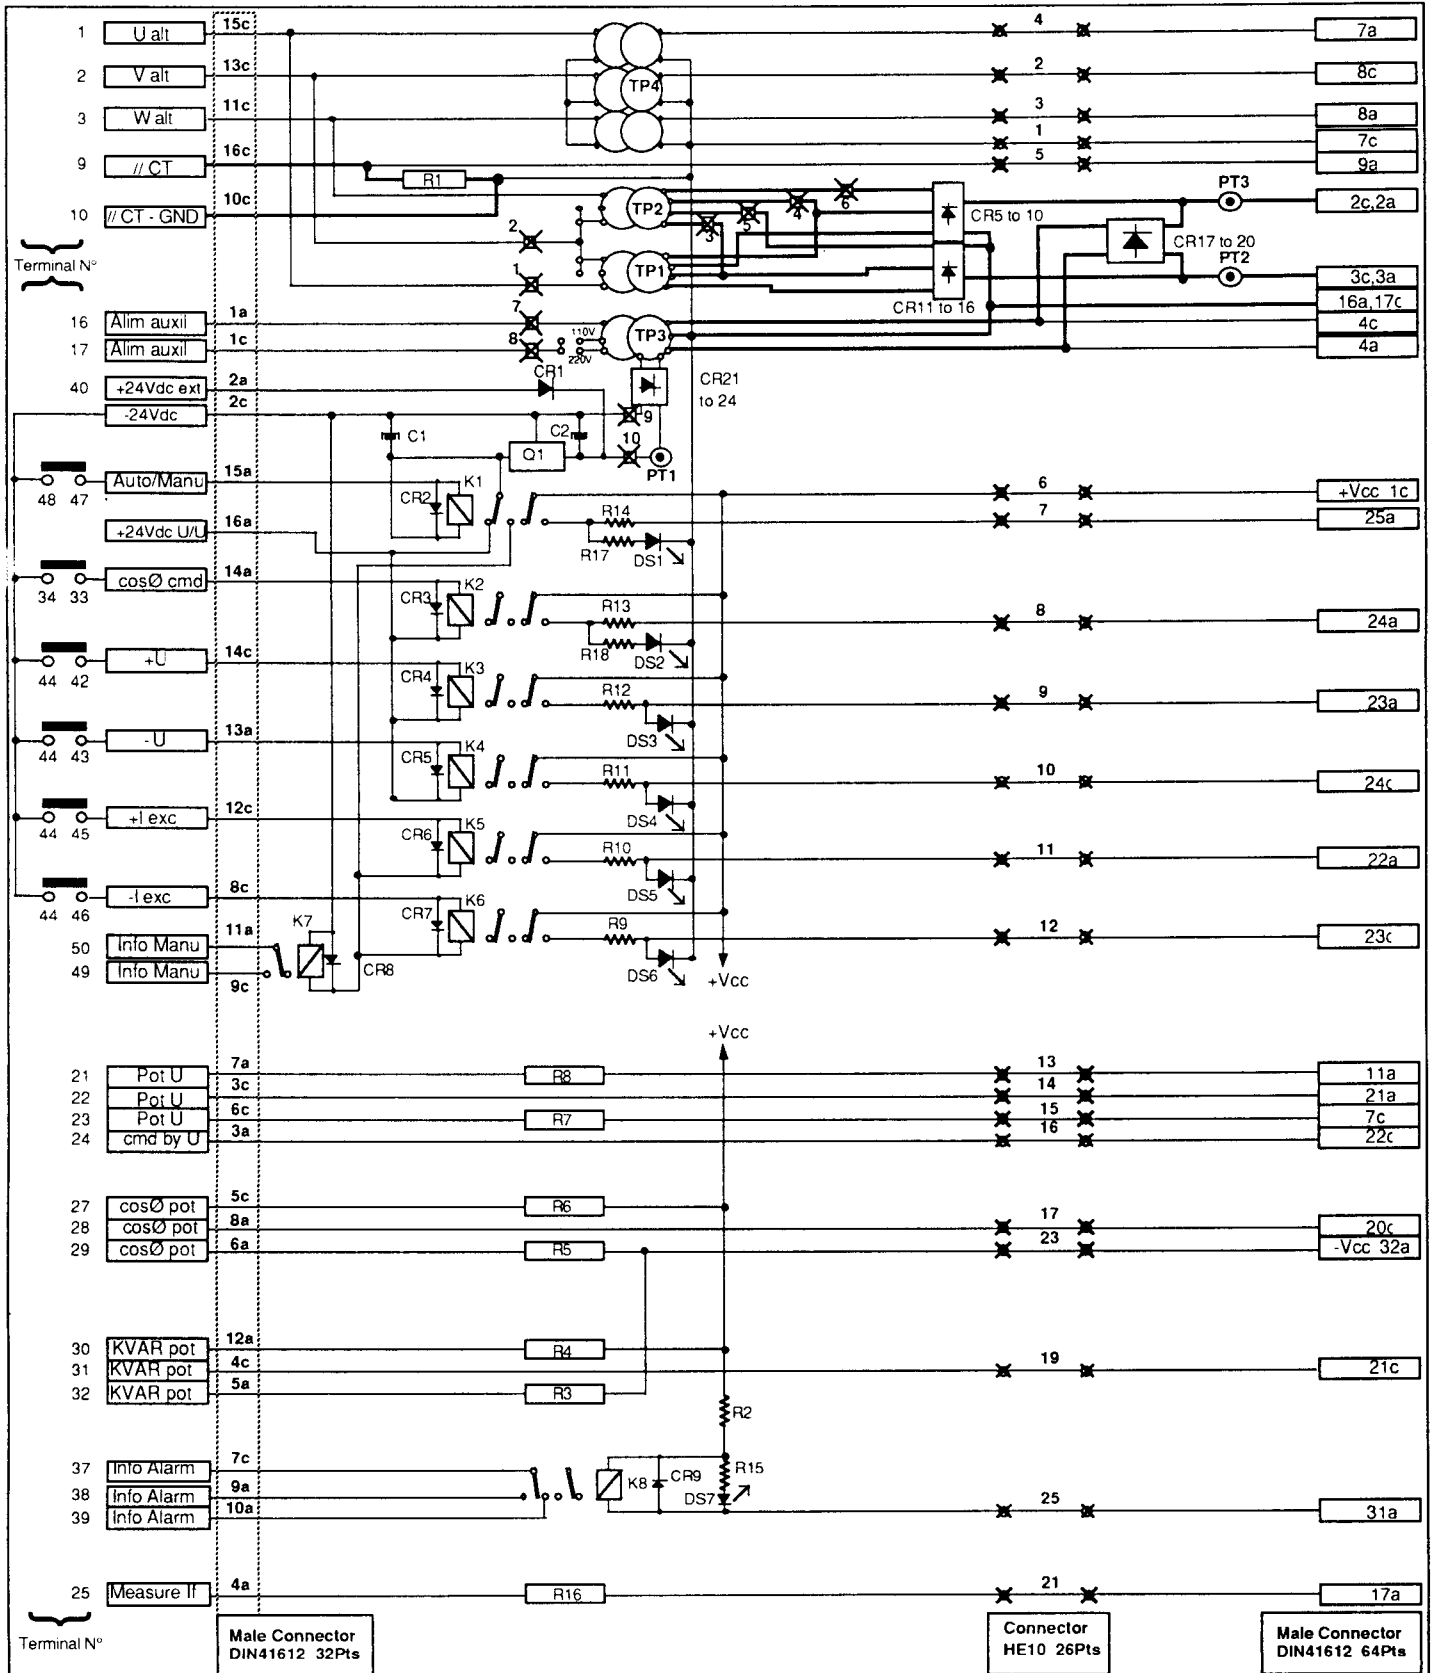 1 U alt 15c 4 7a
2 V alt 13c TP4 2 8c
3 W alt 11c 3 8a
1 7c
9 // CT 16c R1 5 9a
10 // CT - GND 10c TP2 3 5 4 6 CR5 to 10 PT3 2c,2a
Terminal N°
2
CR17 to 20
1 TP1 PT2 3c,3a
CR11 to 16 16a,17c
16 Alim auxil 1a 7 TP3 4c
17 Alim auxil 1c 8 110V 220V 4a
40 +24Vdc ext 2a CR1 CR21 to 24
-24Vdc 2c 9
C1 Q1 C2 10 PT1
48 47 Auto/Manu 15a CR2 K1 6 +Vcc 1c
+24Vdc U/U 16a R14 7 25a
R17 DS1
34 33 cosØ cmd 14a CR3 K2 R13 8 24a
R18 DS2
44 42 +U 14c CR4 K3 R12 9 23a
DS3
44 43 -U 13a CR5 K4 R11 10 24c
DS4
44 45 +I exc 12c CR6 K5 R10 11 22a
DS5
44 46 -I exc 8c CR7 K6 R9 12 23c
DS6
50 Info Manu 11a K7 CR8
49 Info Manu 9c
+Vcc
+Vcc
21 Pot U 7a R8 13 11a
22 Pot U 3c 14 21a
23 Pot U 6c R7 15 7c
24 cmd by U 3a 16 22c
27 cosØ pot 5c R6
28 cosØ pot 8a 17 20c
29 cosØ pot 6a R5 23 -Vcc 32a
30 KVAR pot 12a R4
31 KVAR pot 4c 19 21c
32 KVAR pot 5a R3
R2
37 Info Alarm 7c K8 CR9 R15
38 Info Alarm 9a DS7
39 Info Alarm 10a 25 31a
25 Measure If 4a R16 21 17a
Terminal N°
Male Connector
DIN41612 32Pts
Connector
HE10 26Pts
Male Connector
DIN41612 64Pts